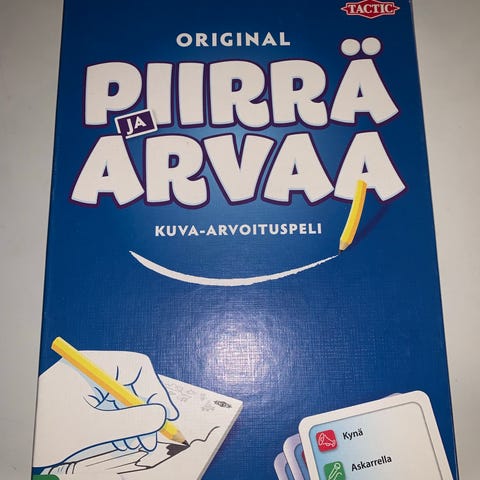 TACTIC
ORIGINAL
PIIRRÄ
JA
ARVAA
KUVA-ARVOITUSPELI
Kynä
Askarrella